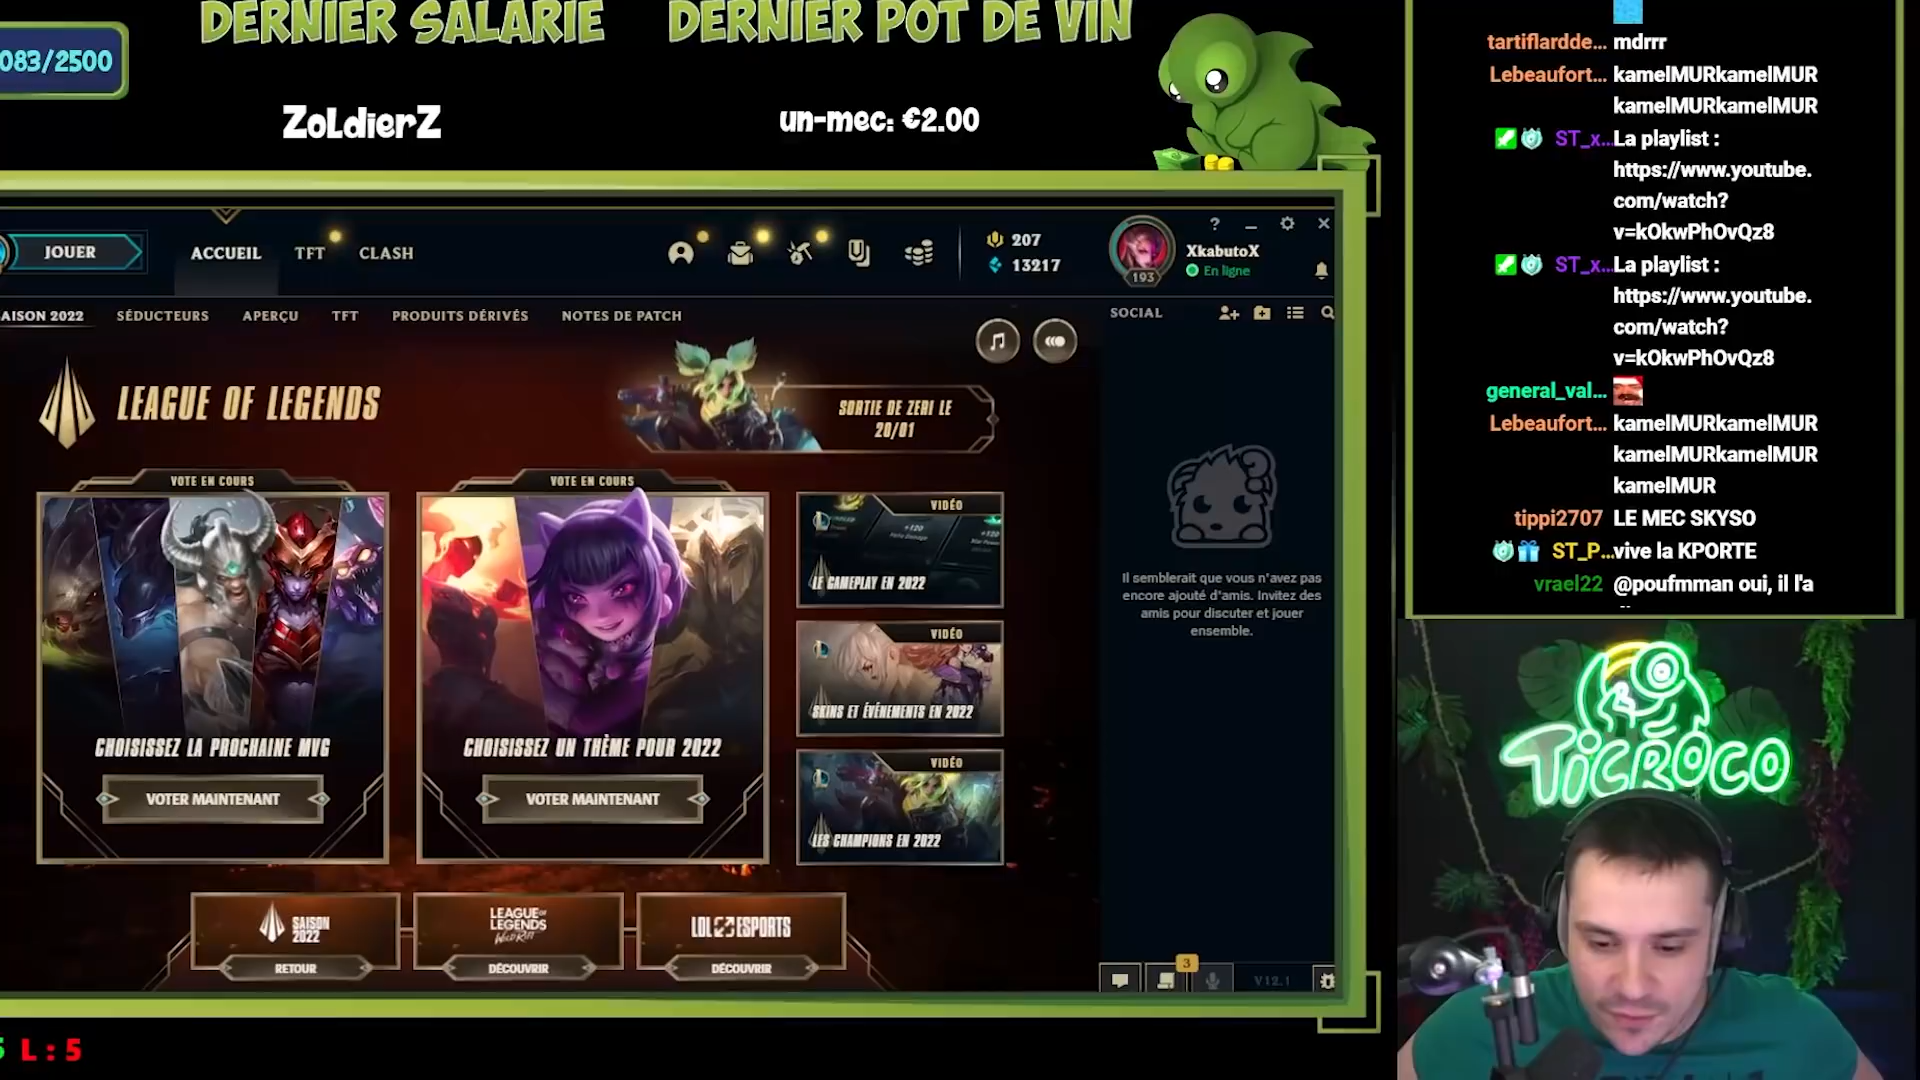 DERNIER SALARIE
DERNIER POT DE VIN
083/2500
ZoLdierZ
un-mec: €2.00
JOUER
ACCUEIL
TFT
CLASH
207
13217
193
XkabutoX
En ligne
?
AISON 2022
SÉDUCTEURS
APERÇU
TFT
PRODUITS DÉRIVÉS
NOTES DE PATCH
SOCIAL
LEAGUE OF LEGENDS
SORTIE DE ZERI LE
20/01
VOTE EN COURS
CHOISISSEZ LA PROCHAINE MVG
VOTER MAINTENANT
VOTE EN COURS
CHOISISSEZ UN THÈME POUR 2022
VOTER MAINTENANT
VIDÉO
LE GAMEPLAY EN 2022
VIDÉO
SKINS ET ÉVÉNEMENTS EN 2022
VIDÉO
LES CHAMPIONS EN 2022
Il semblerait que vous n'avez pas
encore ajouté d'amis. Invitez des
amis pour discuter et jouer
ensemble.
SAISON
2022
RETOUR
LEAGUE OF
LEGENDS
WILD RIFT
DÉCOUVRIR
LOL ESPORTS
DÉCOUVRIR
3
V12.1
L : 5
tartiflardde... mdrrr
Lebeaufort... kamelMURkamelMUR
kamelMURkamelMUR
ST_x...La playlist :
https://www.youtube.
com/watch?
v=kOkwPhOvQz8
ST_x...La playlist :
https://www.youtube.
com/watch?
v=kOkwPhOvQz8
general_val...
Lebeaufort... kamelMURkamelMUR
kamelMURkamelMUR
kamelMUR
tippi2707 LE MEC SKYSO
ST_P...vive la KPORTE
vrael22 @poufmman oui, il l'a
TICROCO